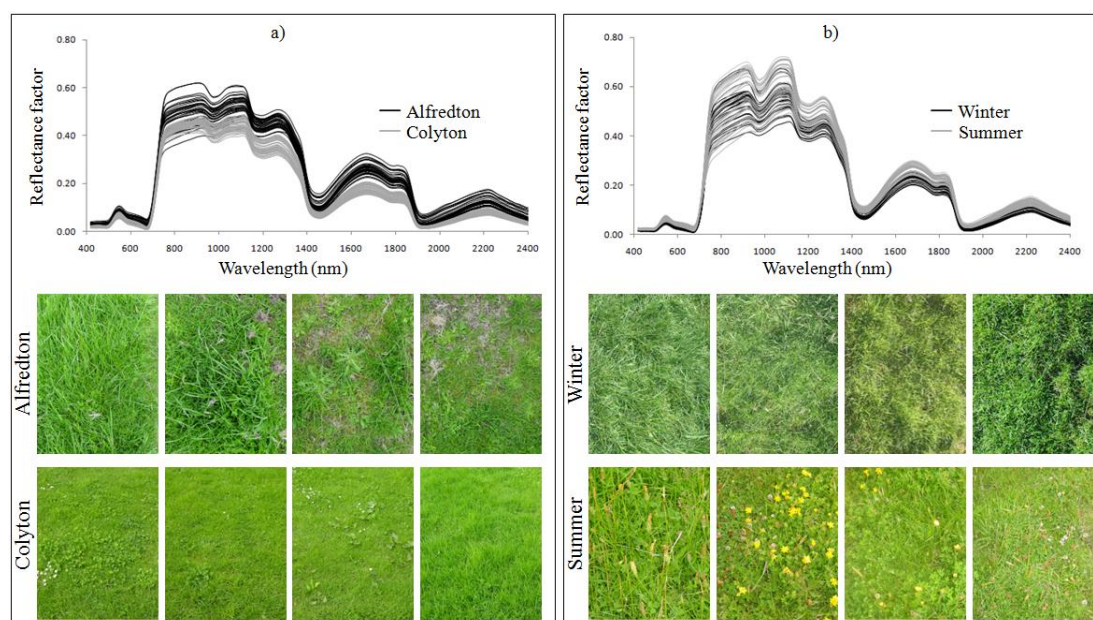 a)
0.80
0.60
0.40
0.20
0.00
Reflectance factor
Alfredton
Colyton
400 600 800 1000 1200 1400 1600 1800 2000 2200 2400
Wavelength (nm)
Alfredton
Colyton
b)
0.80
0.60
0.40
0.20
0.00
Reflectance factor
Winter
Summer
400 600 800 1000 1200 1400 1600 1800 2000 2200 2400
Wavelength (nm)
Winter
Summer